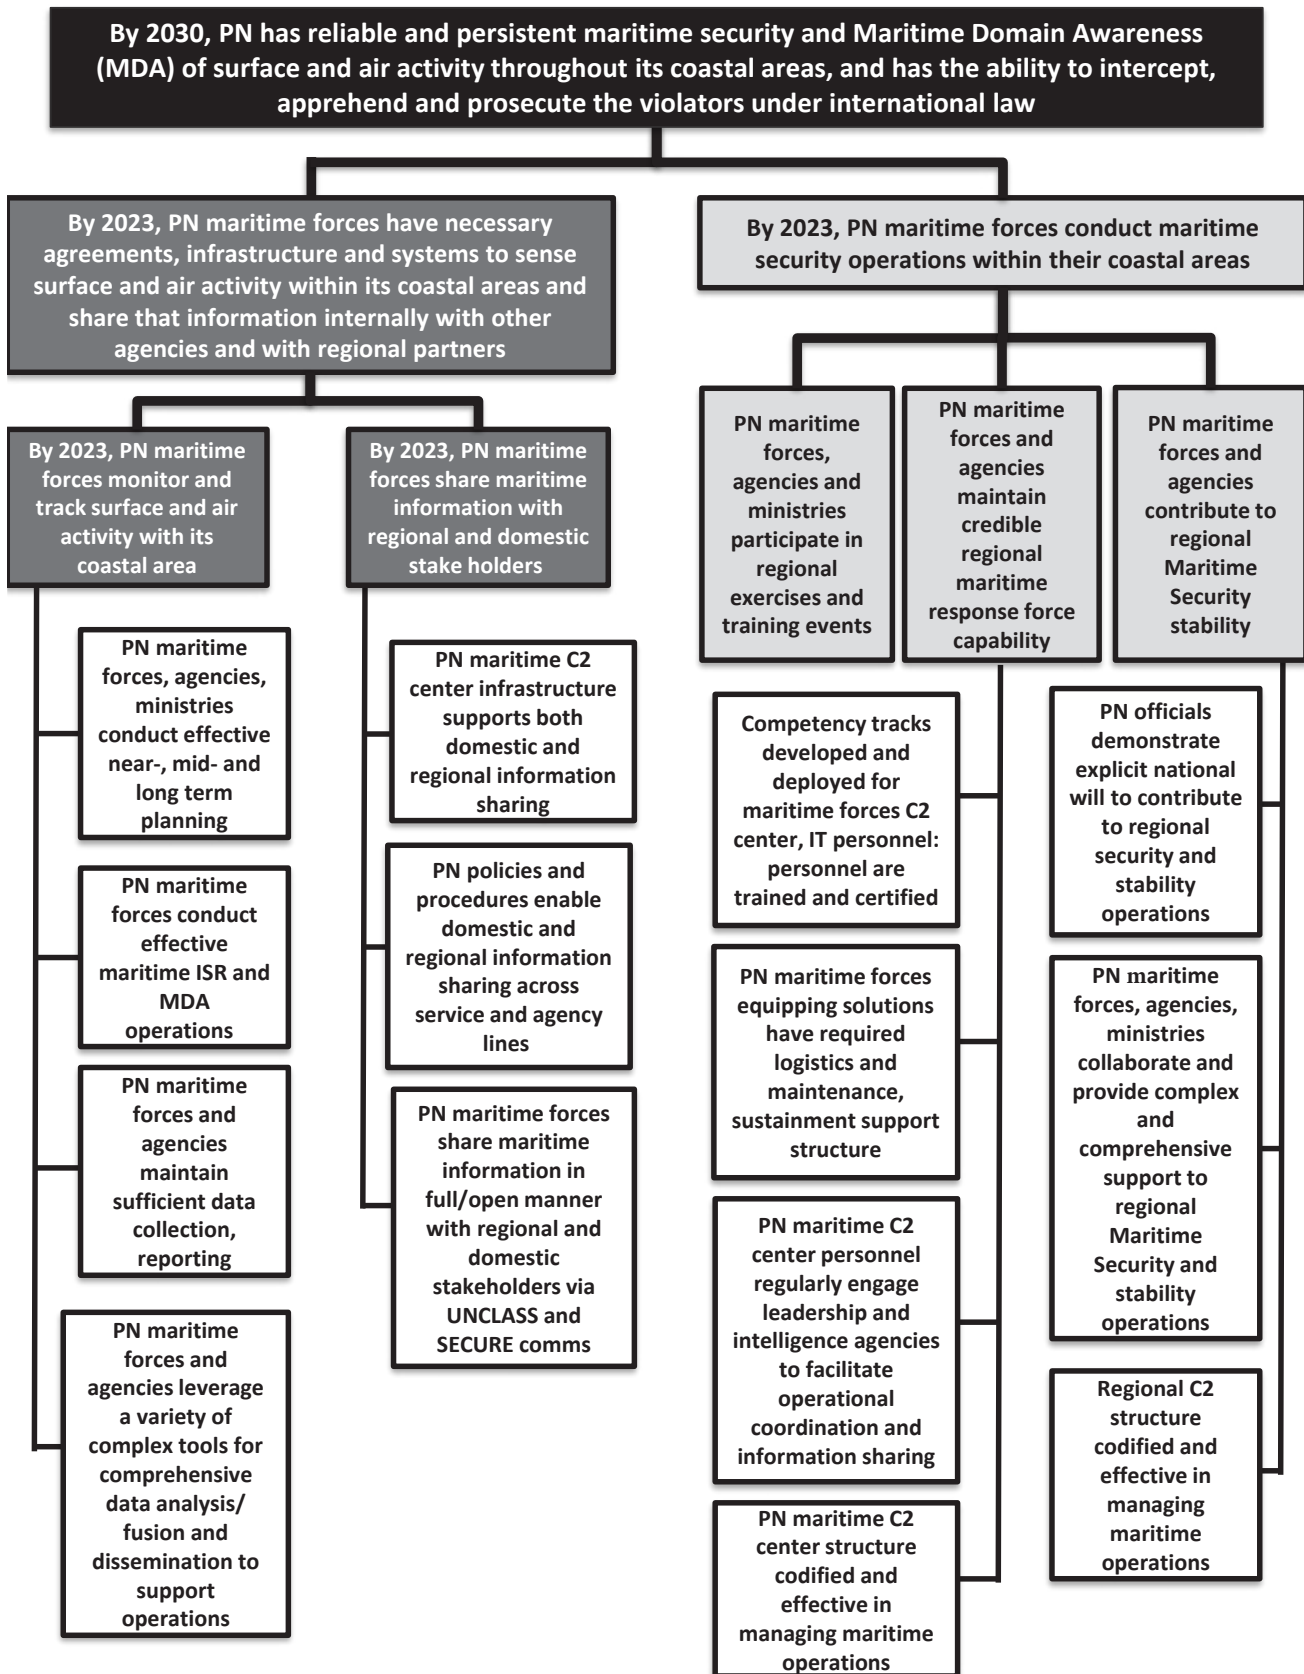 By 2030, PN has reliable and persistent maritime security and Maritime Domain Awareness
(MDA) of surface and air activity throughout its coastal areas, and has the ability to intercept,
apprehend and prosecute the violators under international law
By 2023, PN maritime forces have necessary
agreements, infrastructure and systems to sense
surface and air activity within its coastal areas and
share that information internally with other
agencies and with regional partners
By 2023, PN maritime
forces monitor and
track surface and air
activity with its
coastal area
PN maritime
forces, agencies,
ministries
conduct effective
near-, mid- and
long term
planning
PN maritime
forces conduct
effective
maritime ISR and
MDA
operations
PN maritime
forces and
agencies
maintain
sufficient data
collection,
reporting
PN maritime
forces and
agencies leverage
a variety of
complex tools for
comprehensive
data analysis/
fusion and
dissemination to
support
operations
By 2023, PN maritime
forces share maritime
information with
regional and domestic
stake holders
PN maritime C2
center infrastructure
supports both
domestic and
regional information
sharing
PN policies and
procedures enable
domestic and
regional information
sharing across
service and agency
lines
PN maritime forces
share maritime
information in
full/open manner
with regional and
domestic
stakeholders via
UNCLASS and
SECURE comms
By 2023, PN maritime forces conduct maritime
security operations within their coastal areas
PN maritime
forces,
agencies and
ministries
participate in
regional
exercises and
training events
PN maritime
forces and
agencies
maintain
credible
regional
maritime
response force
capability
Competency tracks
developed and
deployed for
maritime forces C2
center, IT personnel:
personnel are
trained and certified
PN maritime forces
equipping solutions
have required
logistics and
maintenance,
sustainment support
structure
PN maritime C2
center personnel
regularly engage
leadership and
intelligence agencies
to facilitate
operational
coordination and
information sharing
PN maritime C2
center structure
codified and
effective in
managing maritime
operations
PN maritime
forces and
agencies
contribute to
regional
Maritime
Security
stability
PN officials
demonstrate
explicit national
will to contribute
to regional
security and
stability
operations
PN maritime
forces, agencies,
ministries
collaborate and
provide complex
and
comprehensive
support to
regional
Maritime
Security and
stability
operations
Regional C2
structure
codified and
effective in
managing
maritime
operations